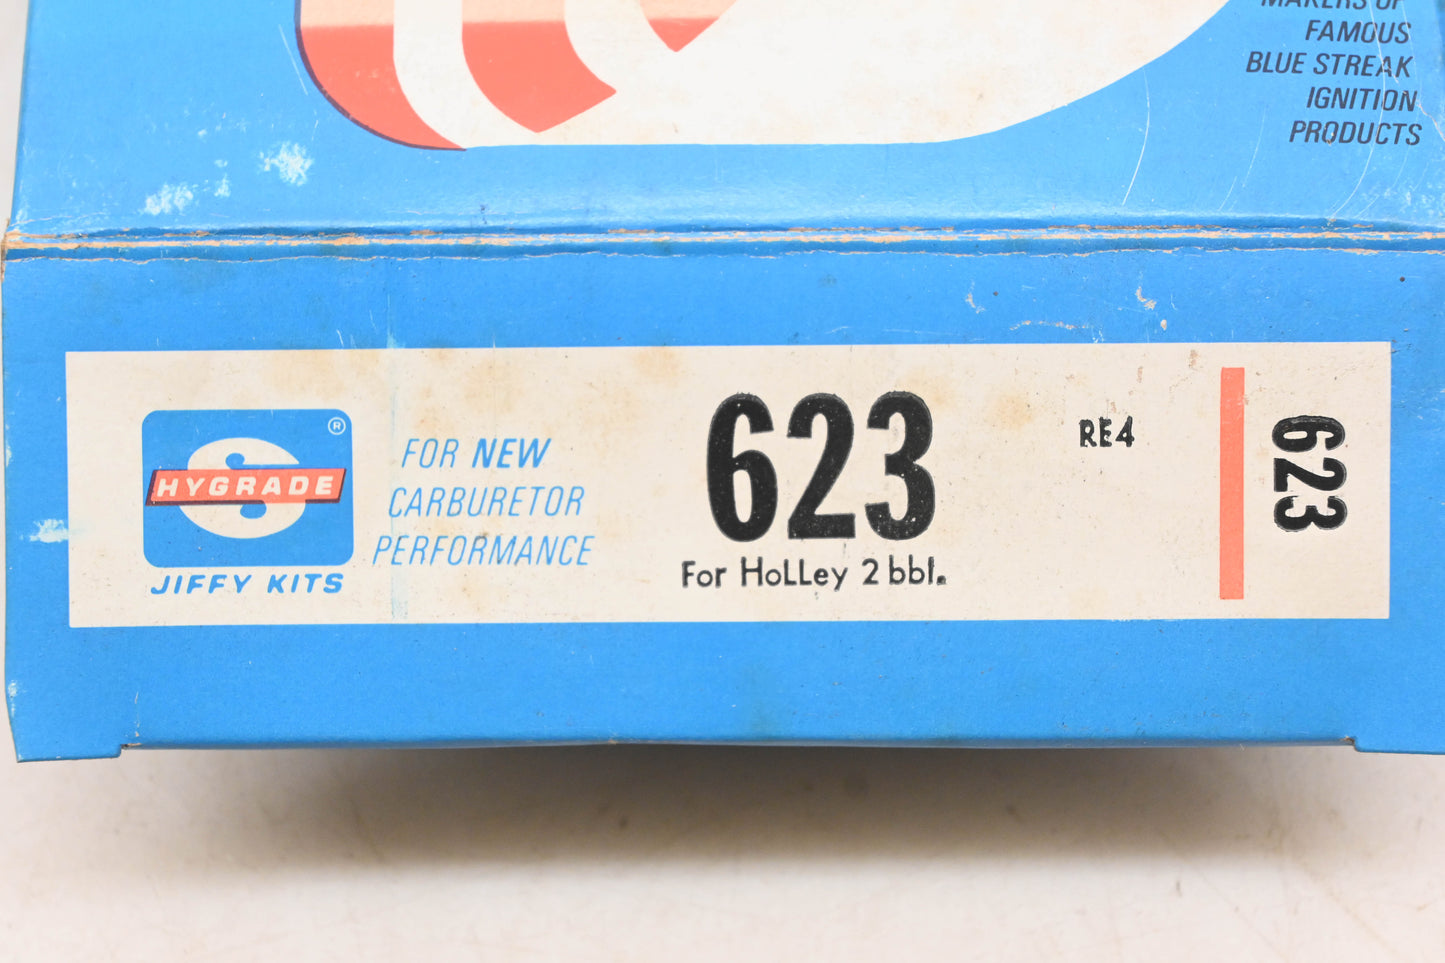 MAKERS OF
FAMOUS
BLUE STREAK
IGNITION
PRODUCTS
HYGRADE
®
JIFFY KITS
FOR NEW
CARBURETOR
PERFORMANCE
623
For HoLLey 2 bbl.
RE4
623